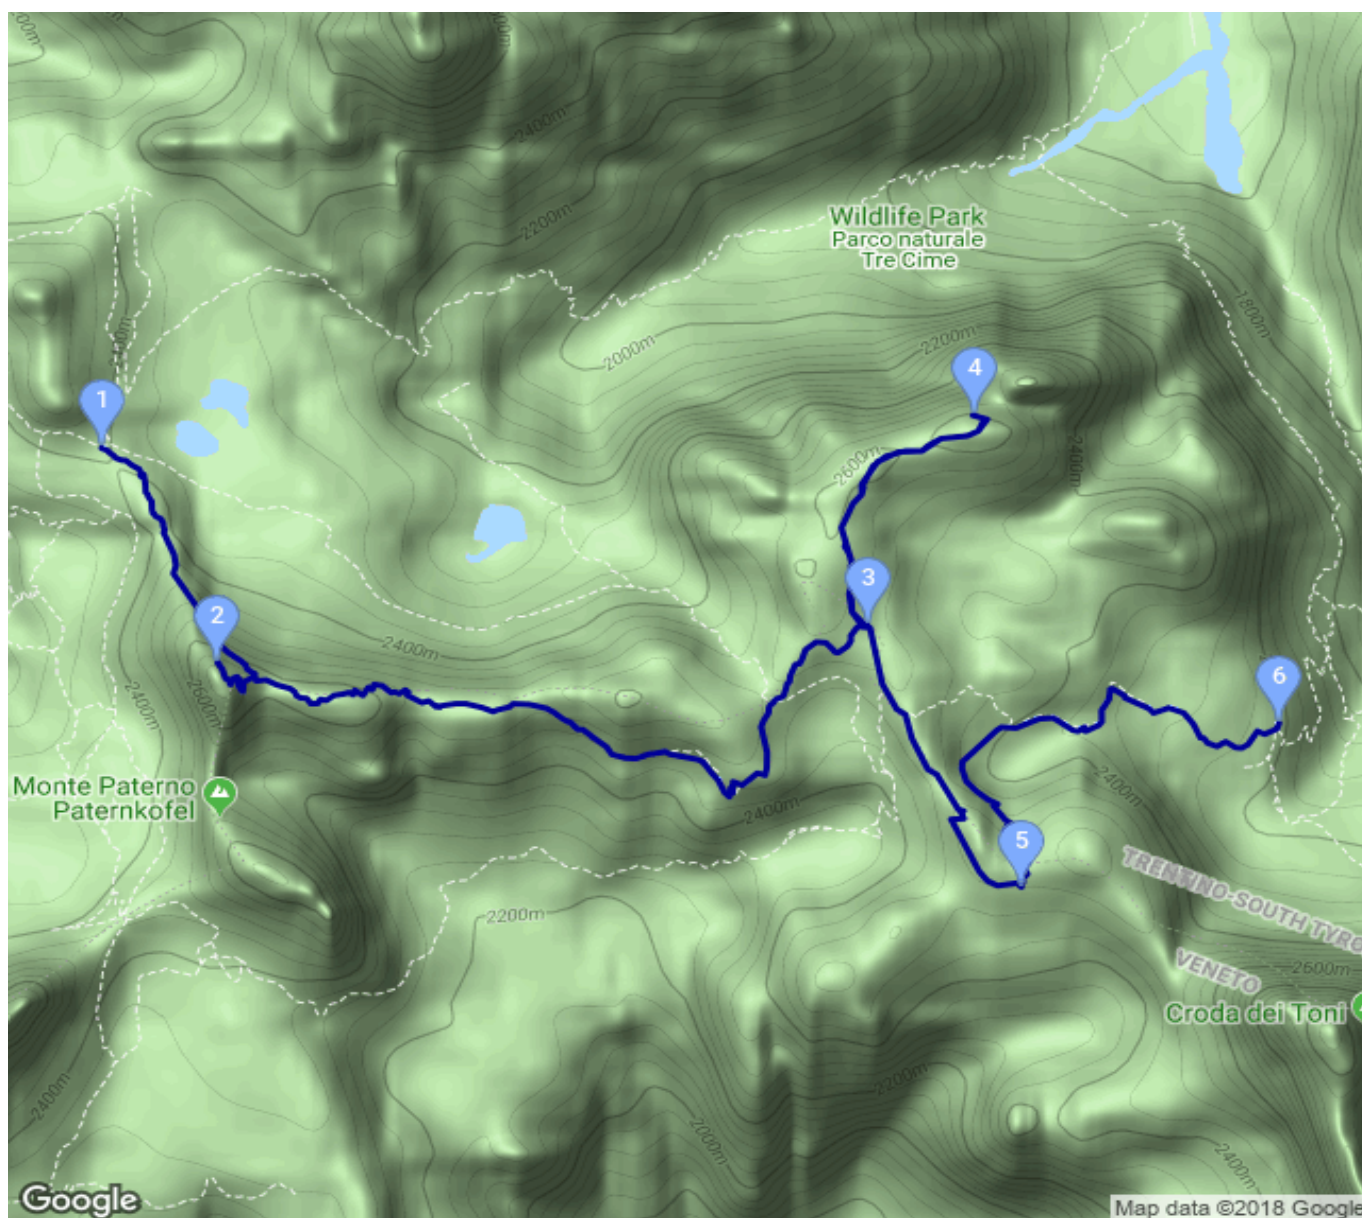 2400m
2200m
Wildlife Park
Parco naturale
Tre Cime
1800m
2400m
2000m
2200m
4
1
2600m
2400m
3
2
2400m
2400m
2600m
6
Monte Paterno
Paternkofel
2400m
2400m
5
TRENTINO-SOUTH TYRO
2200m
VENETO
2600m
Croda dei Toni
2400m
2200m
2000m
2400m
Google
Map data ©2018 Google